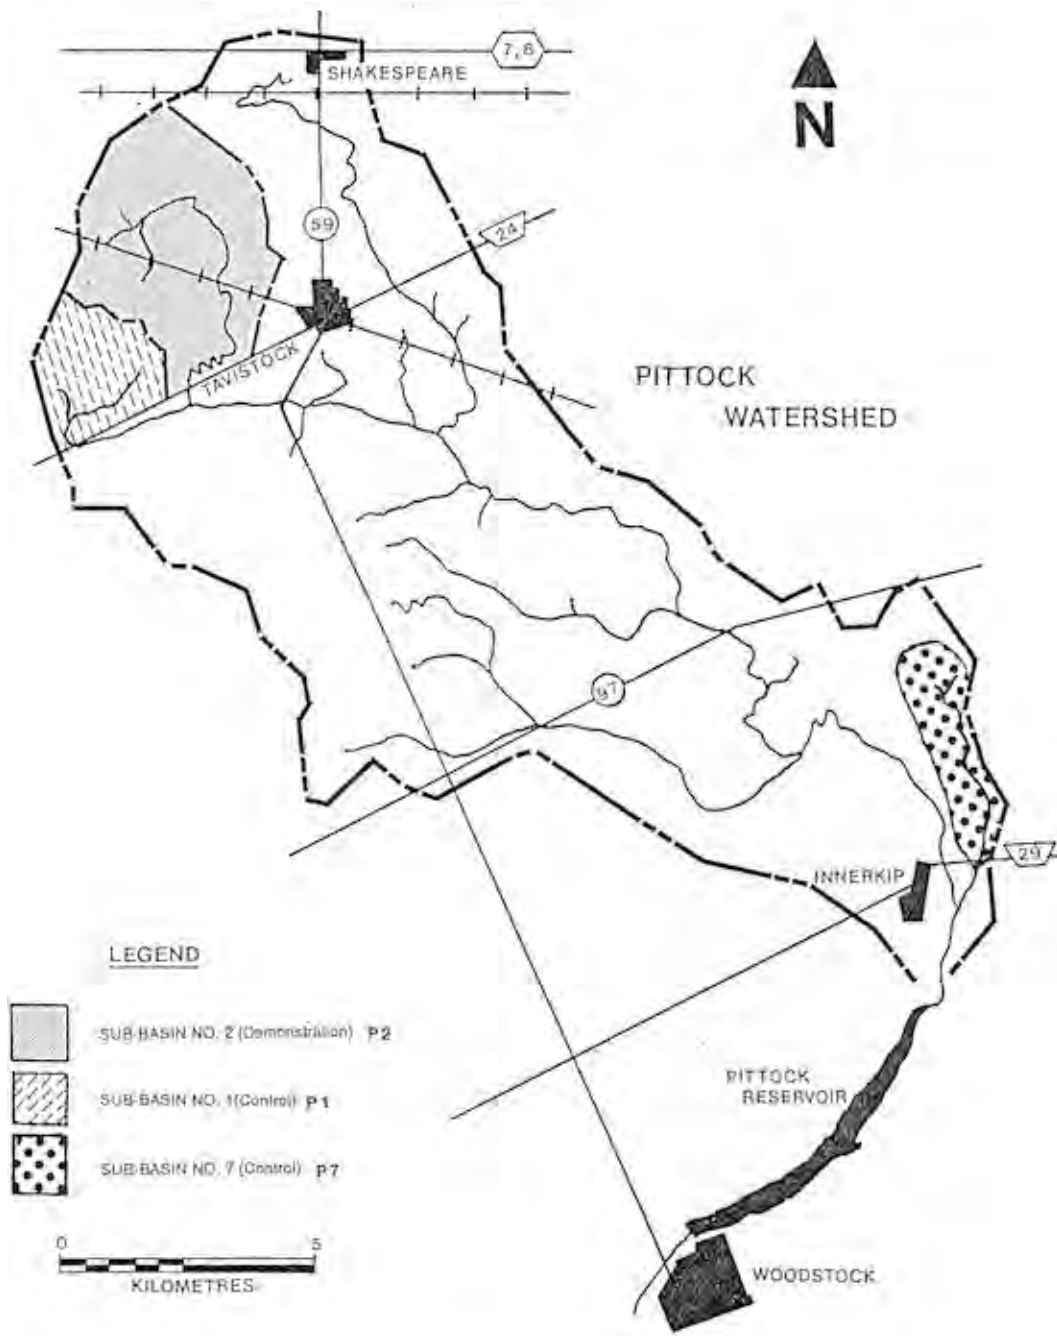 7,8
SHAKESPEARE
N
59
24
TAVISTOCK
PITTOCK
WATERSHED
97
29
INNERKIP
LEGEND
SUB-BASIN NO. 2 (Demonstration) P2
SUB-BASIN NO. 1 (Control) P1
SUB-BASIN NO. 7 (Control) P7
PITTOCK
RESERVOIR
0 5
KILOMETRES
WOODSTOCK